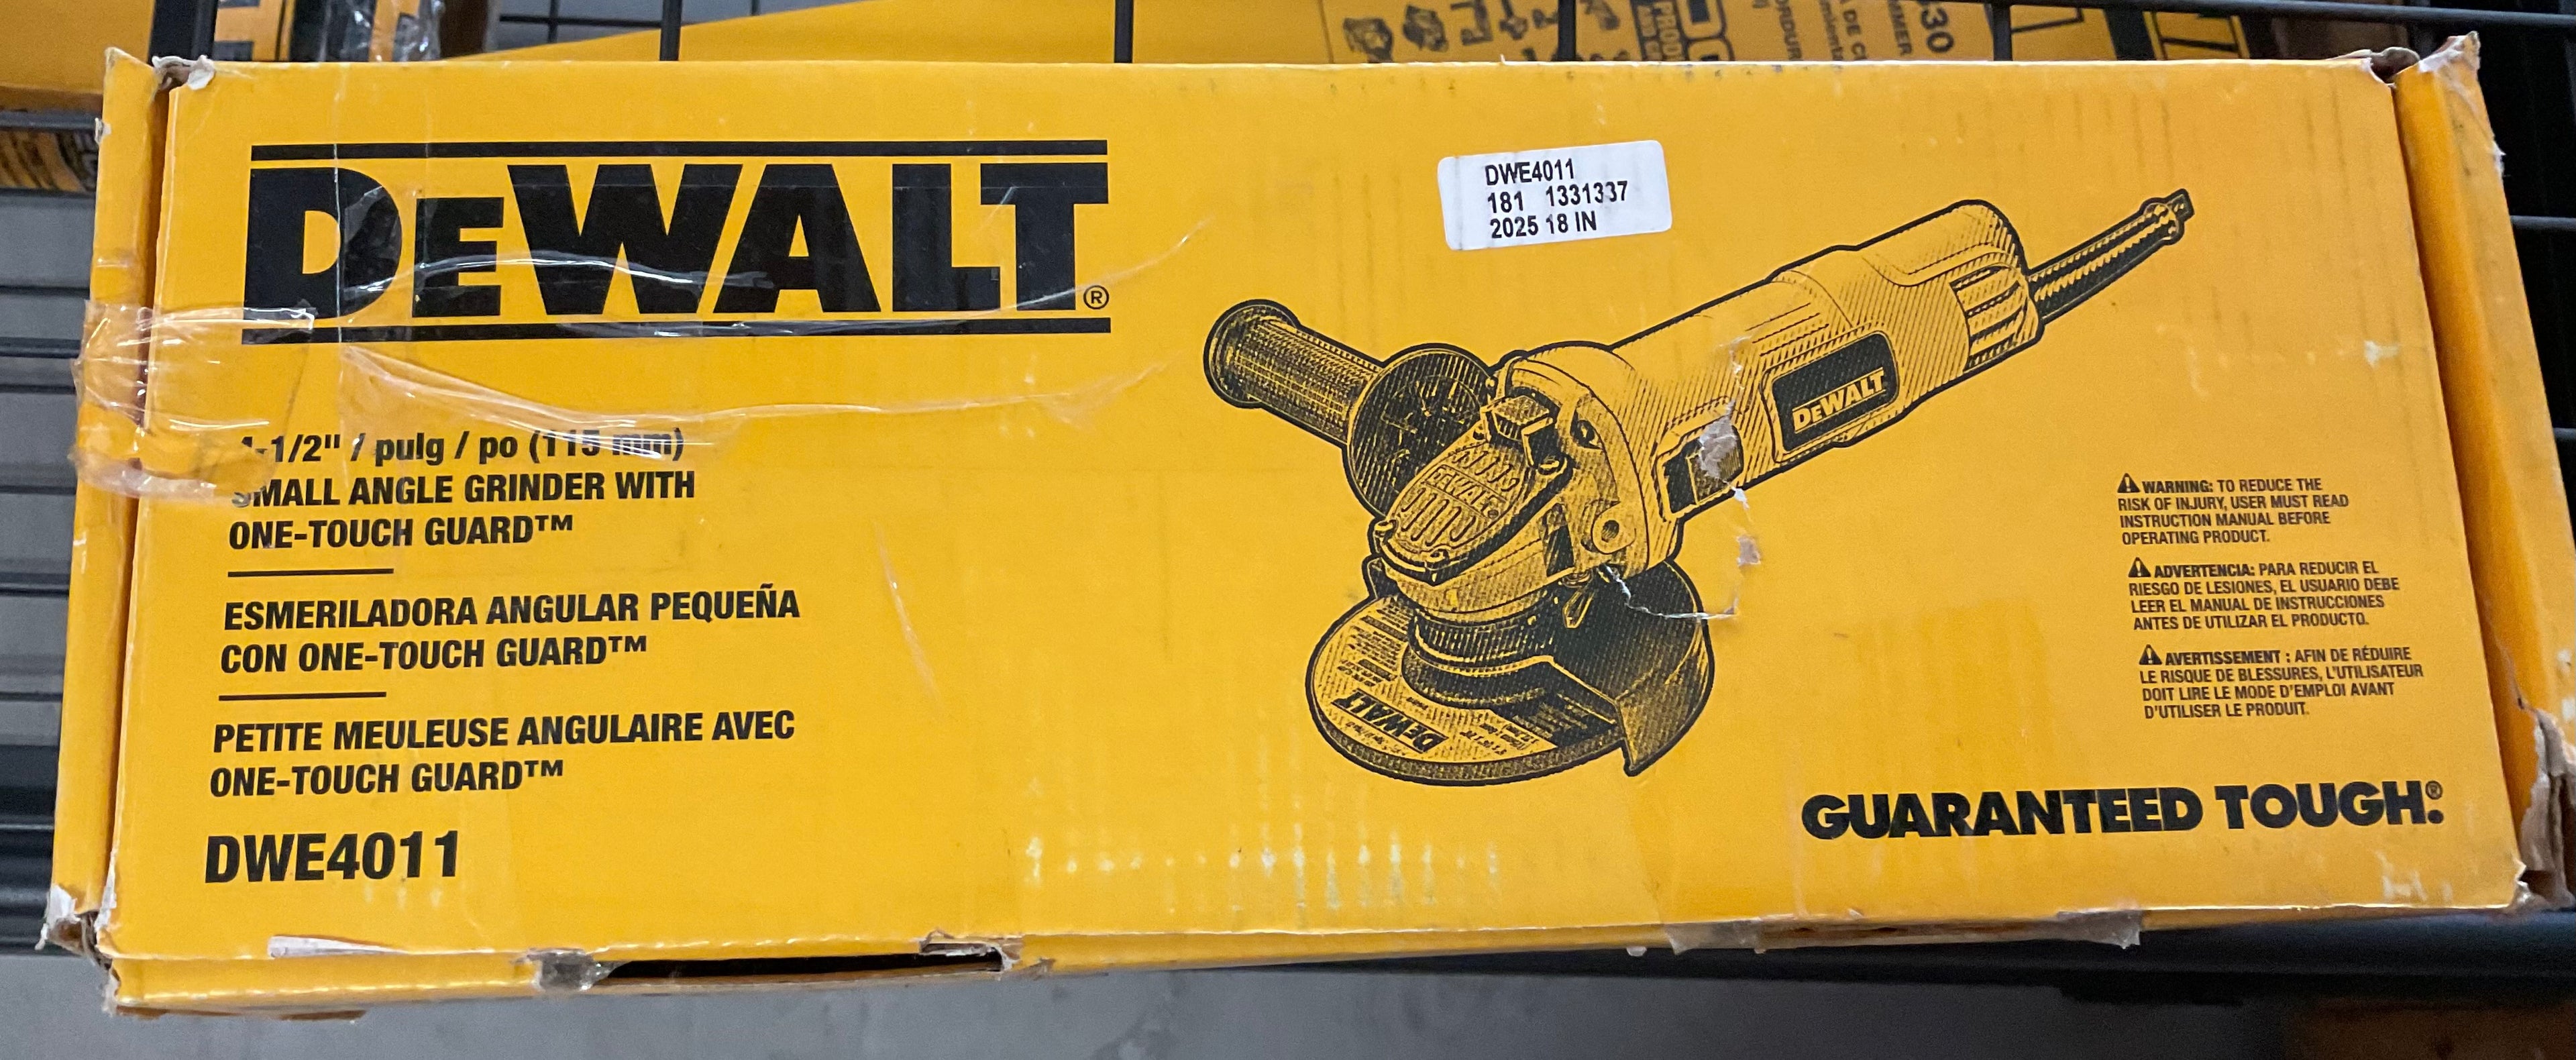 DEWALT®
DWE4011
181 1331337
2025 18 IN
DEWALT
4-1/2" / pulg / po (115 mm)
SMALL ANGLE GRINDER WITH
ONE-TOUCH GUARD™
ESMERILADORA ANGULAR PEQUEÑA
CON ONE-TOUCH GUARD™
PETITE MEULEUSE ANGULAIRE AVEC
ONE-TOUCH GUARD™
DWE4011
DEWALT
DEWALT
⚠ WARNING: TO REDUCE THE
RISK OF INJURY, USER MUST READ
INSTRUCTION MANUAL BEFORE
OPERATING PRODUCT.
⚠ ADVERTENCIA: PARA REDUCIR EL
RIESGO DE LESIONES, EL USUARIO DEBE
LEER EL MANUAL DE INSTRUCCIONES
ANTES DE UTILIZAR EL PRODUCTO.
⚠ AVERTISSEMENT : AFIN DE RÉDUIRE
LE RISQUE DE BLESSURES, L'UTILISATEUR
DOIT LIRE LE MODE D'EMPLOI AVANT
D'UTILISER LE PRODUIT.
GUARANTEED TOUGH.®